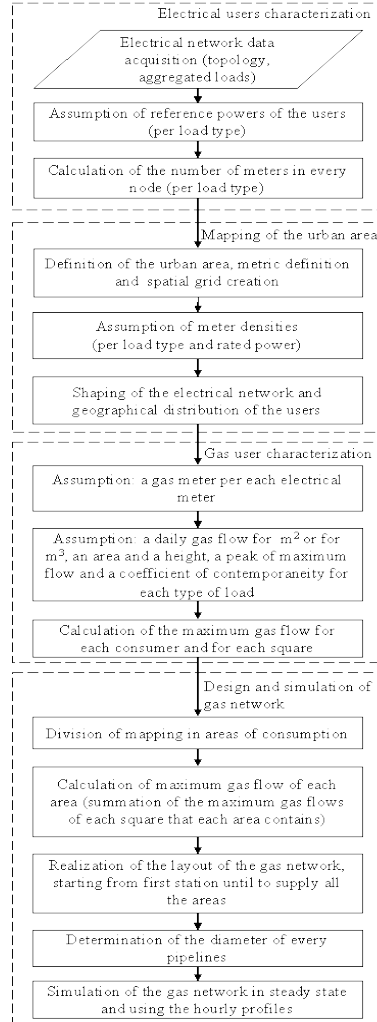 Electrical users characterization
Electrical network data
acquisition (topology,
aggregated loads)
Assumption of reference powers of the users
(per load type)
Calculation of the number of meters in every
node (per load type)
Mapping of the urban area
Definition of the urban area, metric definition
and spatial grid creation
Assumption of meter densities
(per load type and rated power)
Shaping of the electrical network and
geographical distribution of the users
Gas user characterization
Assumption: a gas meter per each electrical
meter
Assumption: a daily gas flow for m² or for
m³, an area and a height, a peak of maximum
flow and a coefficient of contemporaneity for
each type of load
Calculation of the maximum gas flow for
each consumer and for each square
Design and simulation of
gas network
Division of mapping in areas of consumption
Calculation of maximum gas flow of each
area (summation of the maximum gas flows
of each square that each area contains)
Realization of the layout of the gas network,
starting from first station until to supply all
the areas
Determination of the diameter of every
pipelines
Simulation of the gas network in steady state
and using the hourly profiles